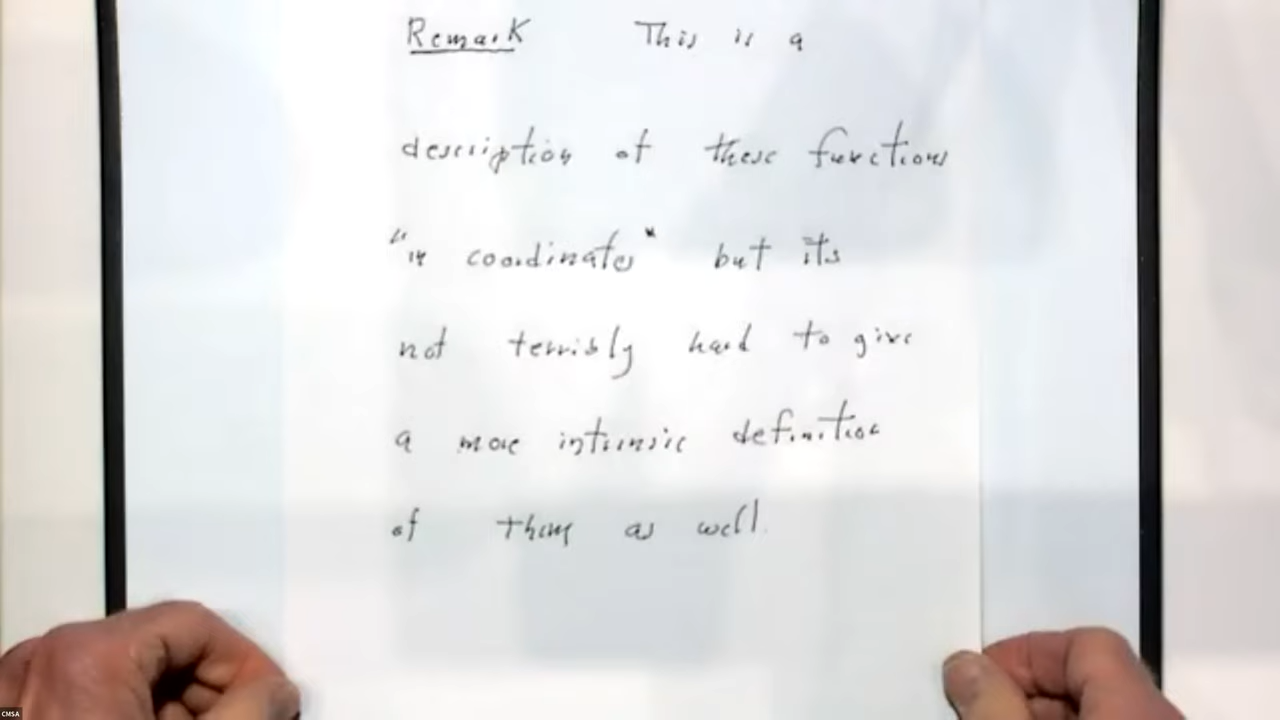 Remark This is a
description of these functions
"in coordinates" but its
not terribly hard to give
a more intrinsic definition
of them as well.
CMSA